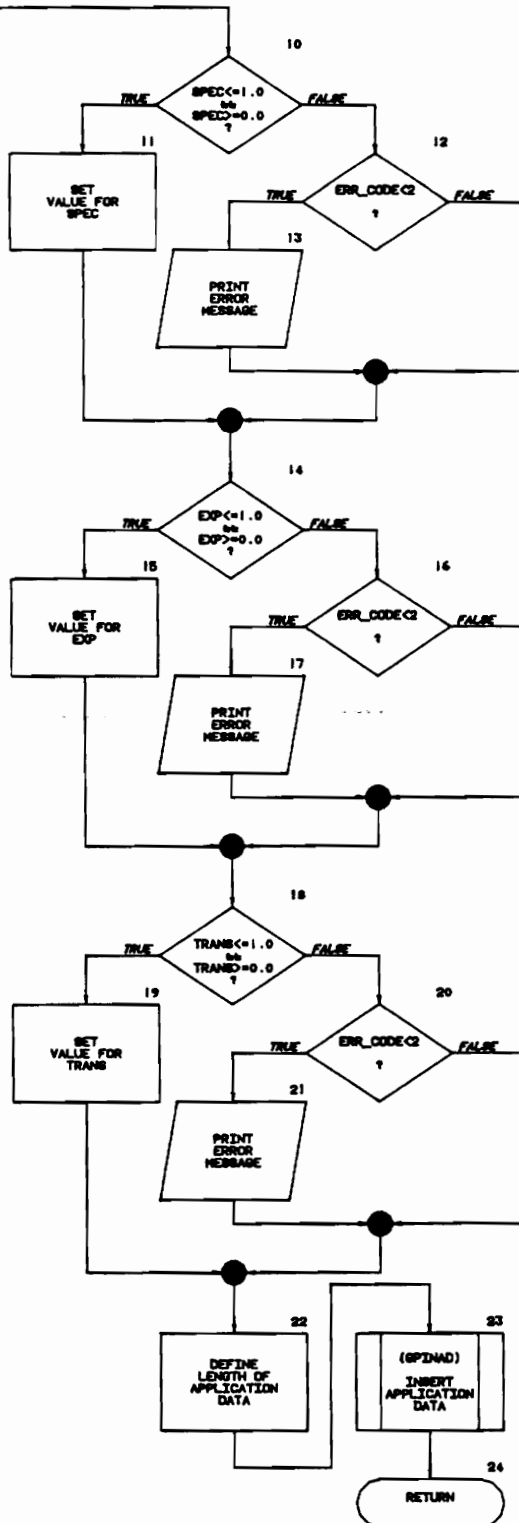 10
SPEC<=1.0
&&
SPEC>=0.0
?
TRUE
FALSE
11
SET
VALUE FOR
SPEC
12
ERR_CODE<2
?
TRUE
FALSE
13
PRINT
ERROR
MESSAGE
14
EXP<=1.0
&&
EXP>=0.0
?
TRUE
FALSE
15
SET
VALUE FOR
EXP
16
ERR_CODE<2
?
TRUE
FALSE
17
PRINT
ERROR
MESSAGE
18
TRANS<=1.0
&&
TRANS>=0.0
?
TRUE
FALSE
19
SET
VALUE FOR
TRANS
20
ERR_CODE<2
?
TRUE
FALSE
21
PRINT
ERROR
MESSAGE
22
DEFINE
LENGTH OF
APPLICATION
DATA
23
(GPINAD)
INSERT
APPLICATION
DATA
24
RETURN